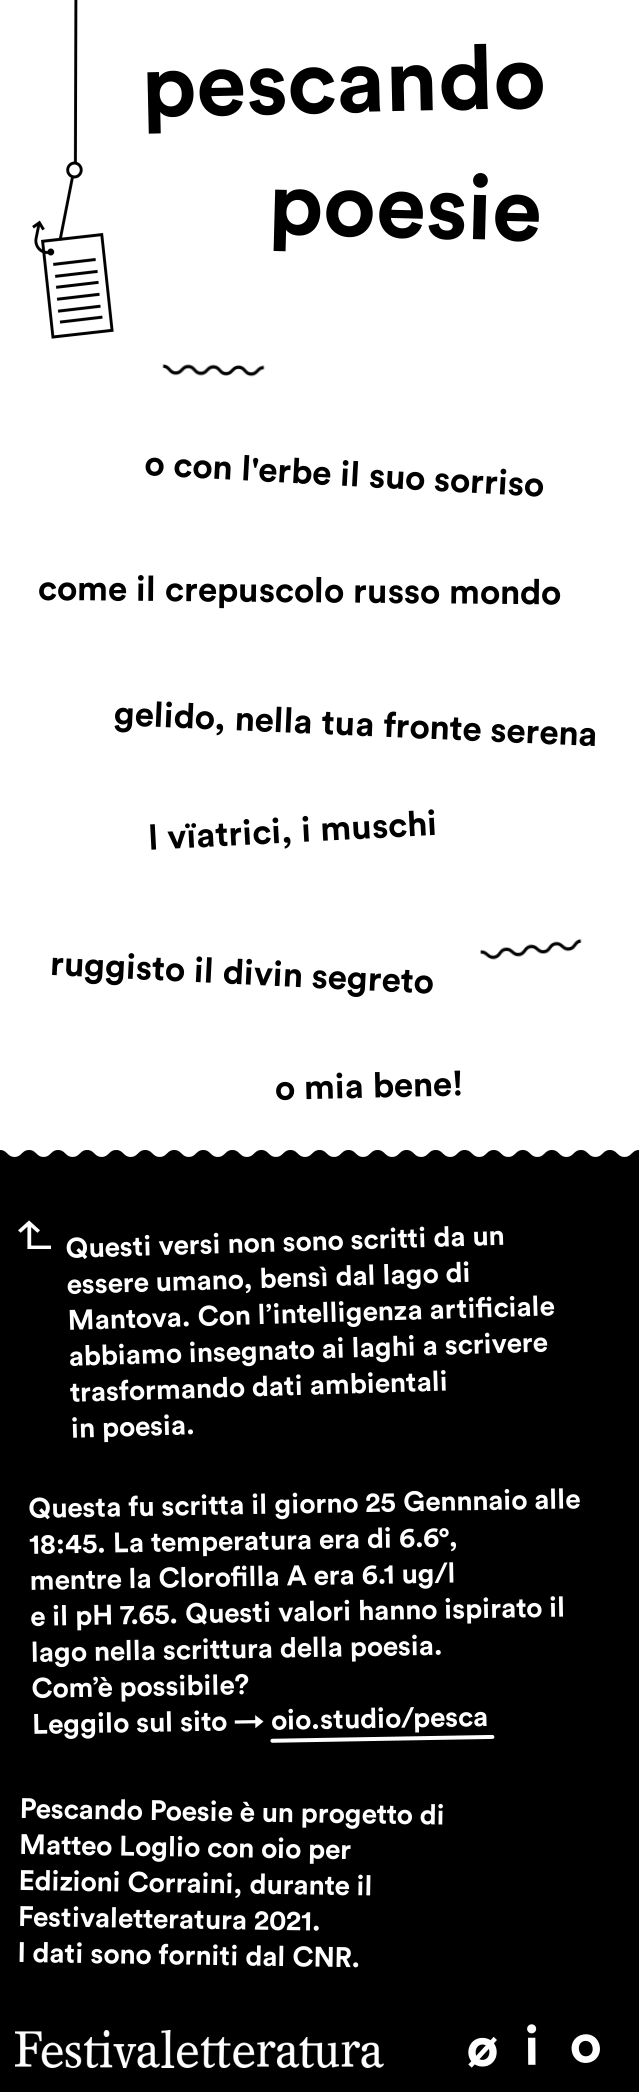 pescando
poesie
o con l'erbe il suo sorriso
come il crepuscolo russo mondo
gelido, nella tua fronte serena
I vïatrici, i muschi
ruggisto il divin segreto
o mia bene!
Questi versi non sono scritti da un
essere umano, bensì dal lago di
Mantova. Con l’intelligenza artificiale
abbiamo insegnato ai laghi a scrivere
trasformando dati ambientali
in poesia.
Questa fu scritta il giorno 25 Gennnaio alle
18:45. La temperatura era di 6.6°,
mentre la Clorofilla A era 6.1 ug/l
e il pH 7.65. Questi valori hanno ispirato il
lago nella scrittura della poesia.
Com’è possibile?
Leggilo sul sito → oio.studio/pesca
Pescando Poesie è un progetto di
Matteo Loglio con oio per
Edizioni Corraini, durante il
Festivaletteratura 2021.
I dati sono forniti dal CNR.
Festivaletteratura ø i o